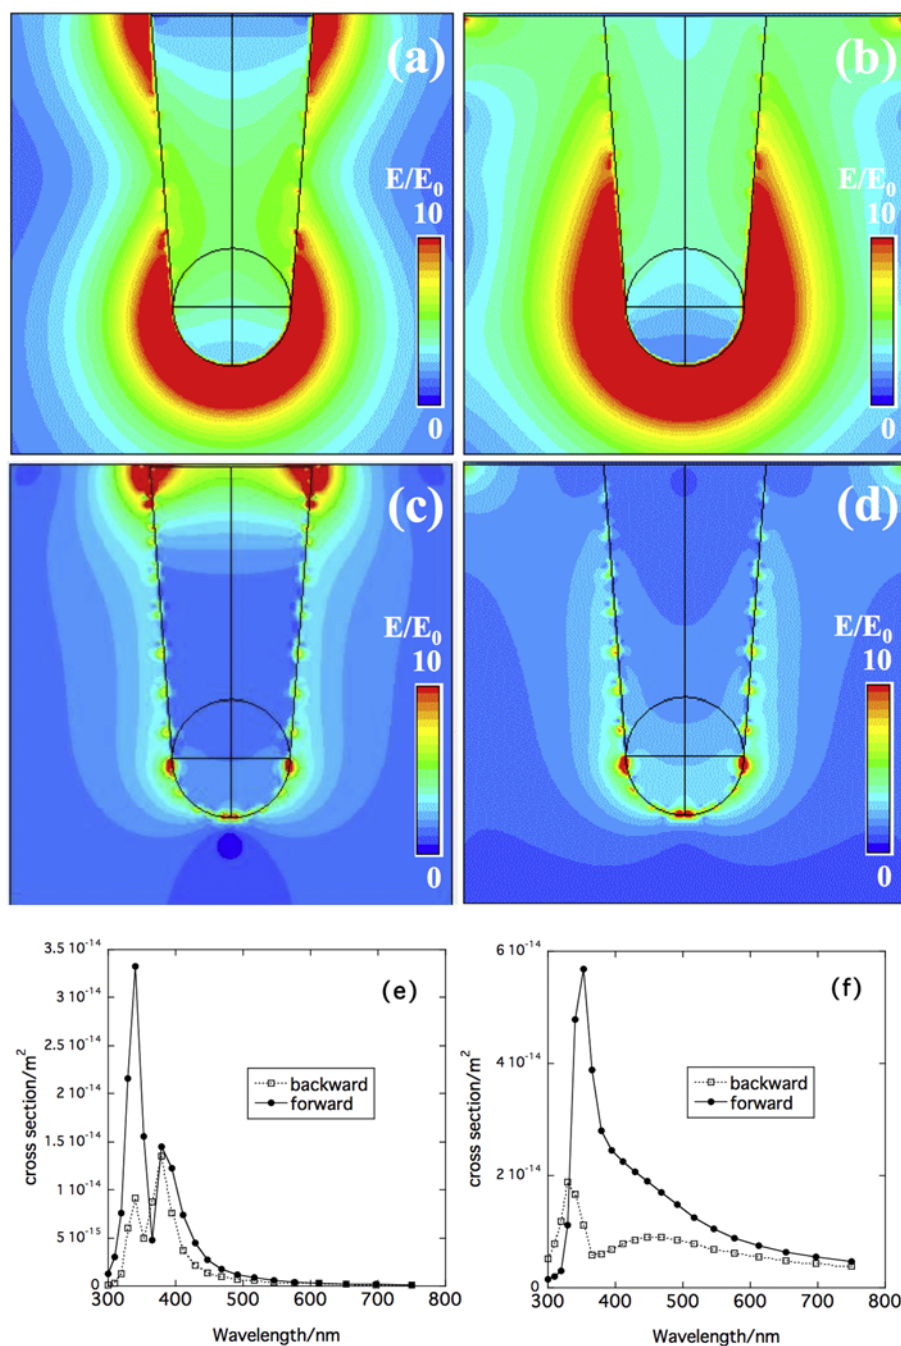 (a)
(b)
E/E₀
10
0
E/E₀
10
0
(c)
(d)
E/E₀
10
0
E/E₀
10
0
3.5 10⁻¹⁴
3 10⁻¹⁴
2.5 10⁻¹⁴
2 10⁻¹⁴
1.5 10⁻¹⁴
1 10⁻¹⁴
5 10⁻¹⁵
0
cross section/m²
(e)
backward
forward
300 400 500 600 700 800
Wavelength/nm
6 10⁻¹⁴
4 10⁻¹⁴
2 10⁻¹⁴
0
cross section/m²
(f)
backward
forward
300 400 500 600 700 800
Wavelength/nm